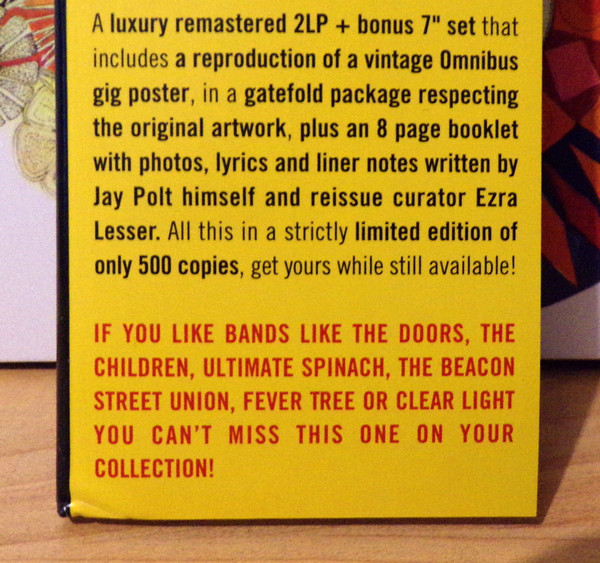 A luxury remastered 2LP + bonus 7" set that
includes a reproduction of a vintage Omnibus
gig poster, in a gatefold package respecting
the original artwork, plus an 8 page booklet
with photos, lyrics and liner notes written by
Jay Polt himself and reissue curator Ezra
Lesser. All this in a strictly limited edition of
only 500 copies, get yours while still available!
IF YOU LIKE BANDS LIKE THE DOORS, THE
CHILDREN, ULTIMATE SPINACH, THE BEACON
STREET UNION, FEVER TREE OR CLEAR LIGHT
YOU CAN'T MISS THIS ONE ON YOUR
COLLECTION!